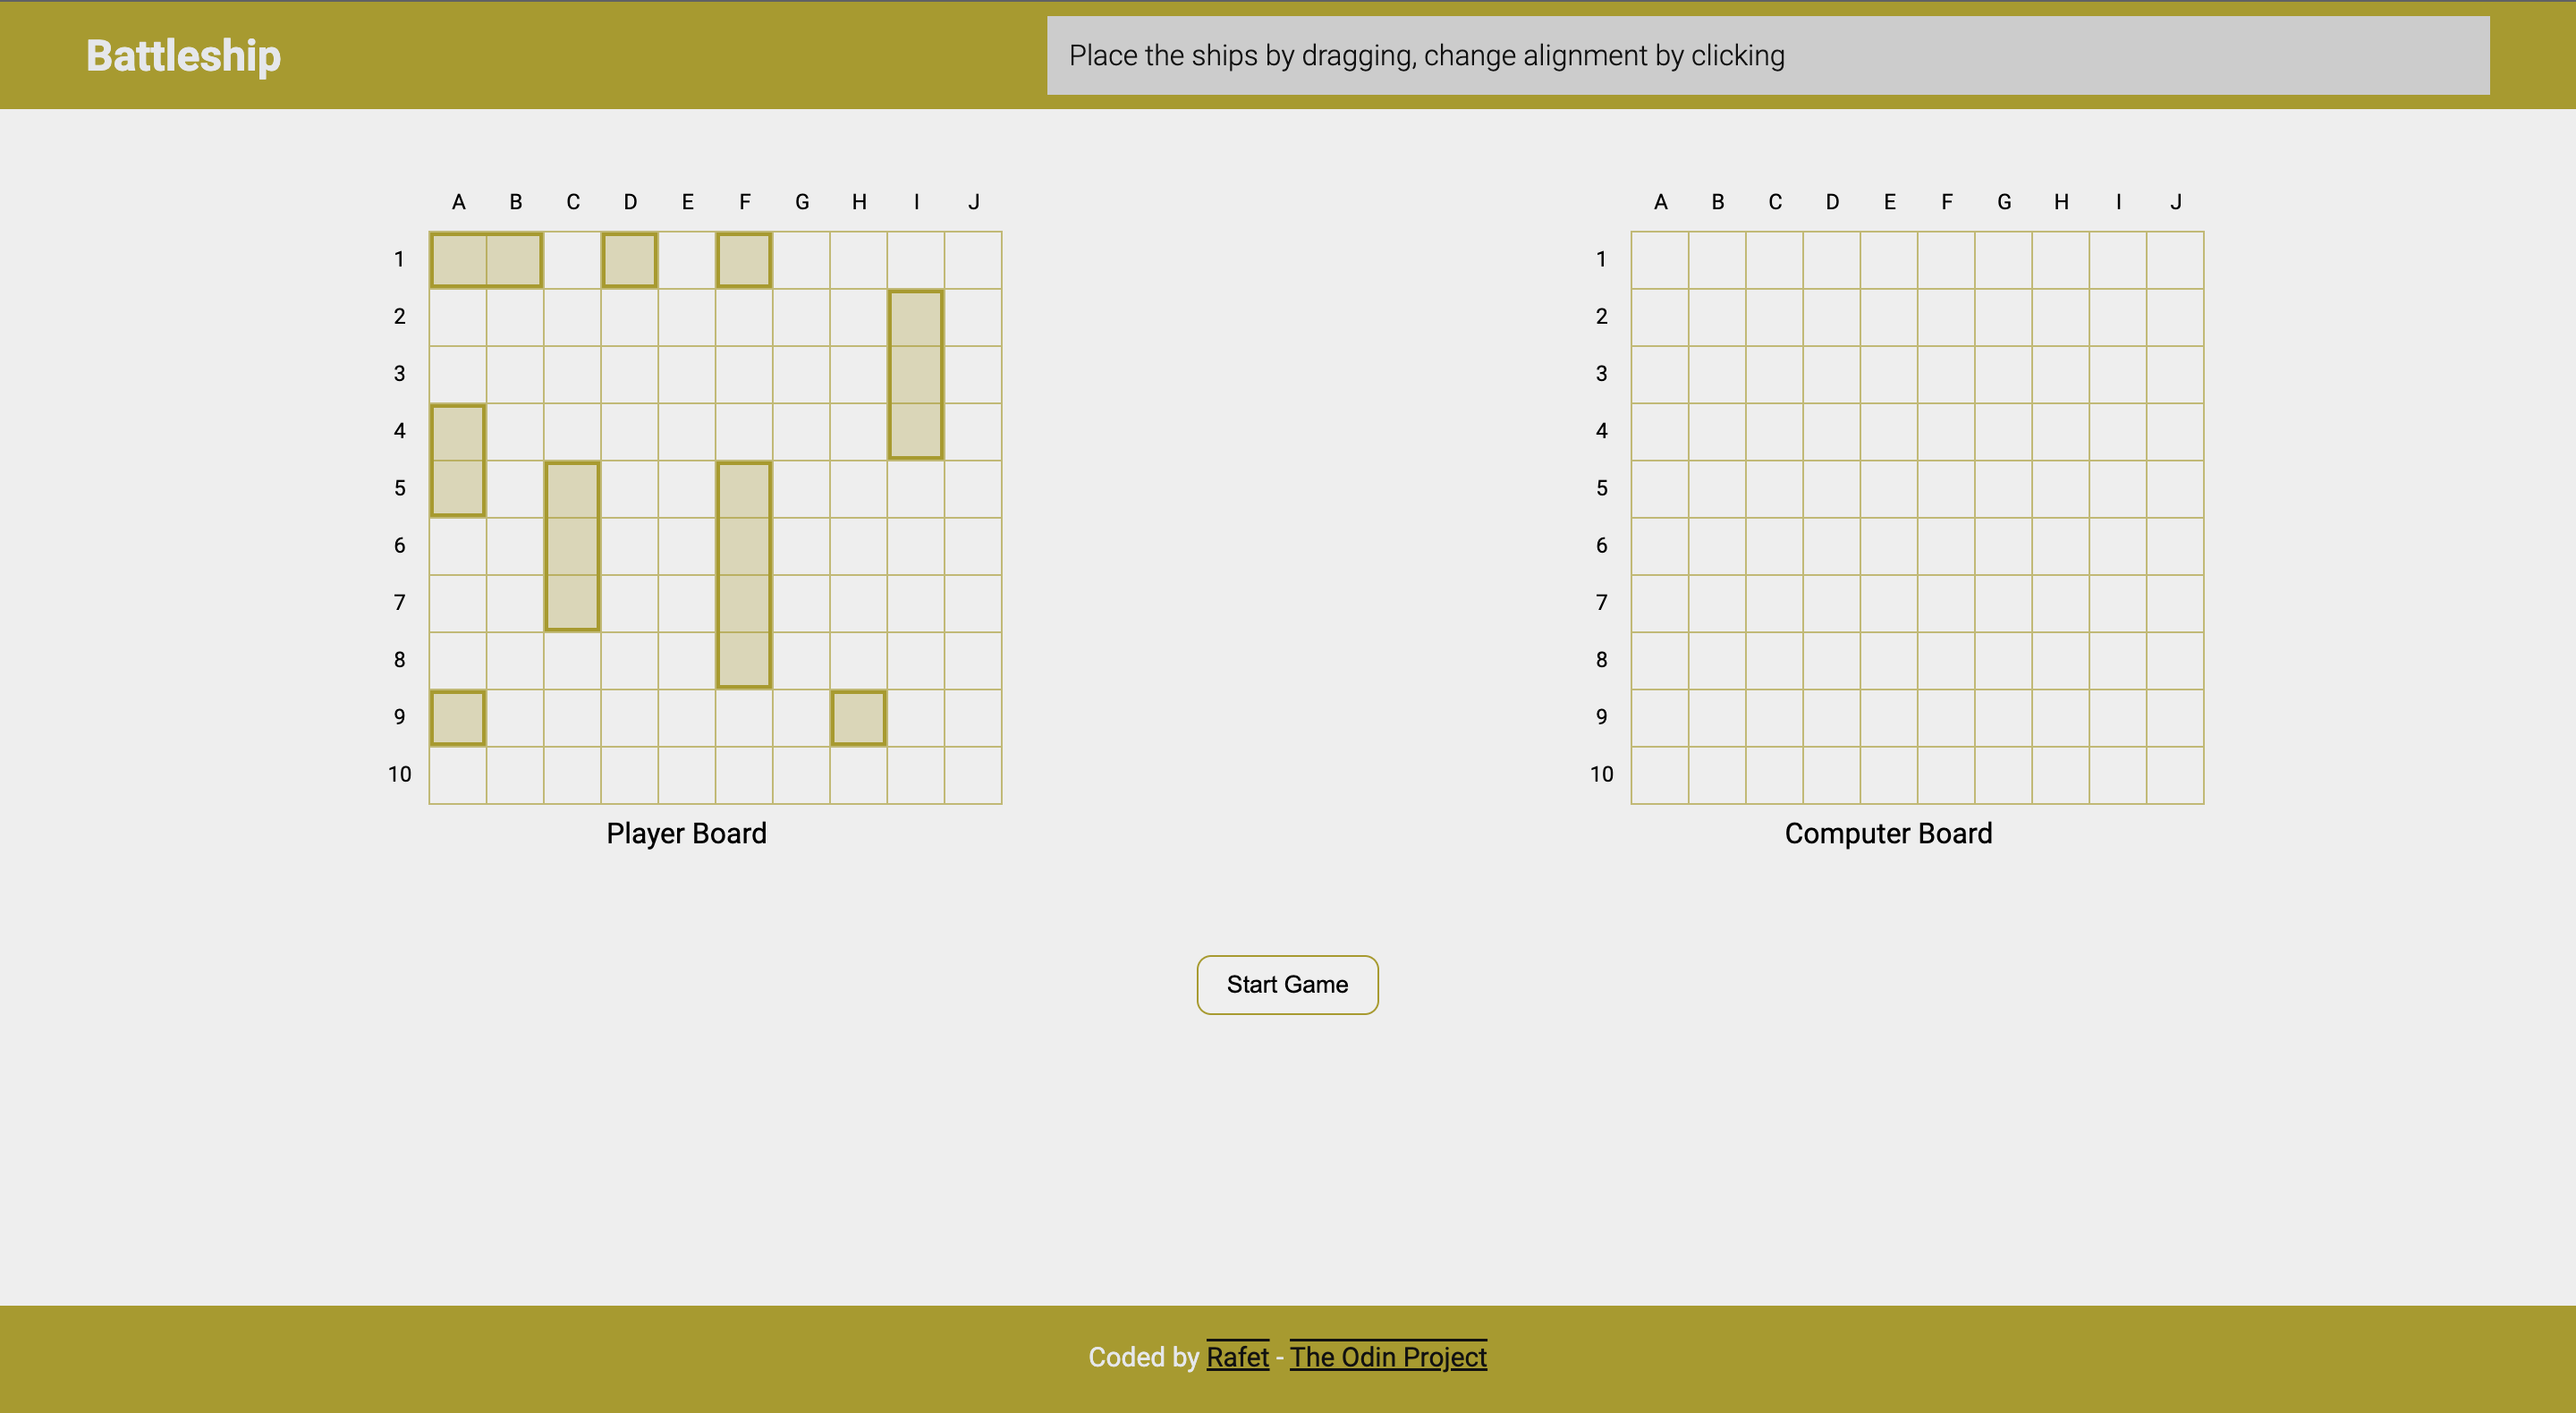 Battleship
Place the ships by dragging, change alignment by clicking
A B C D E F G H I J
1
2
3
4
5
6
7
8
9
10
Player Board
A B C D E F G H I J
1
2
3
4
5
6
7
8
9
10
Computer Board
Start Game
Coded by Rafet - The Odin Project